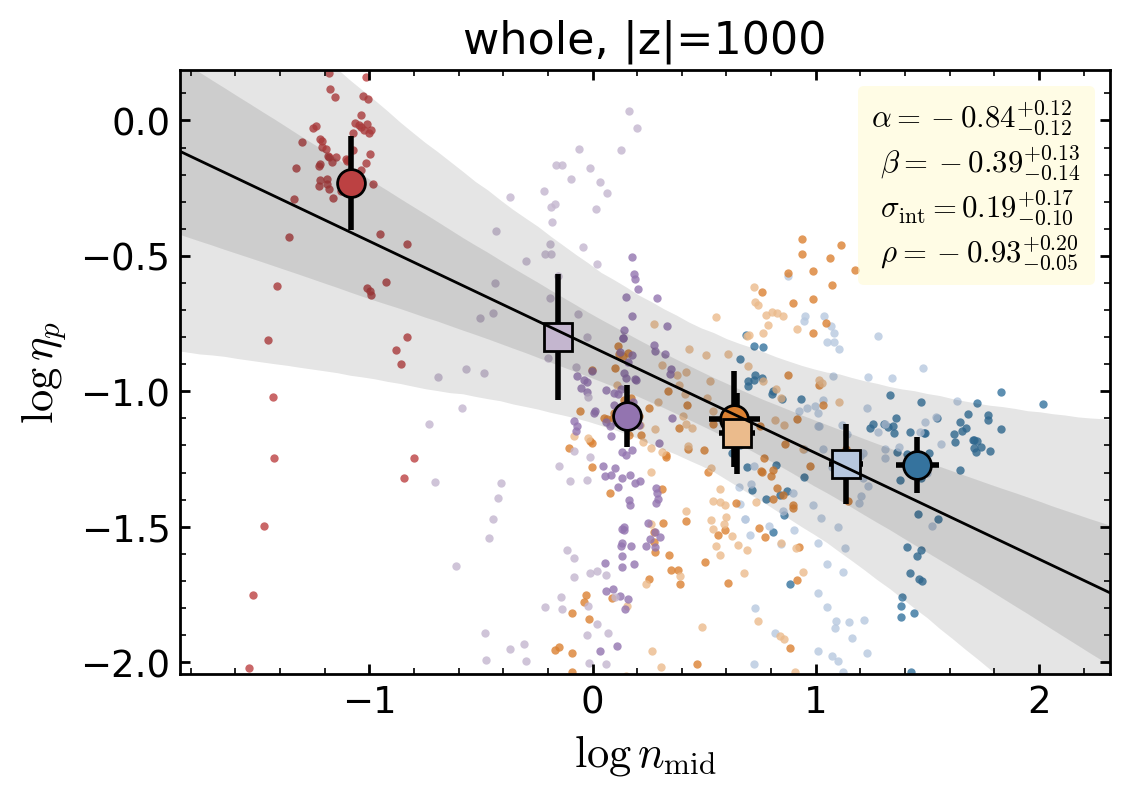 whole, |z|=1000
α = −0.84 +0.12 −0.12
β = −0.39 +0.13 −0.14
σint = 0.19 +0.17 −0.10
ρ = −0.93 +0.20 −0.05
log ηp
0.0
−0.5
−1.0
−1.5
−2.0
−1 0 1 2
log nmid